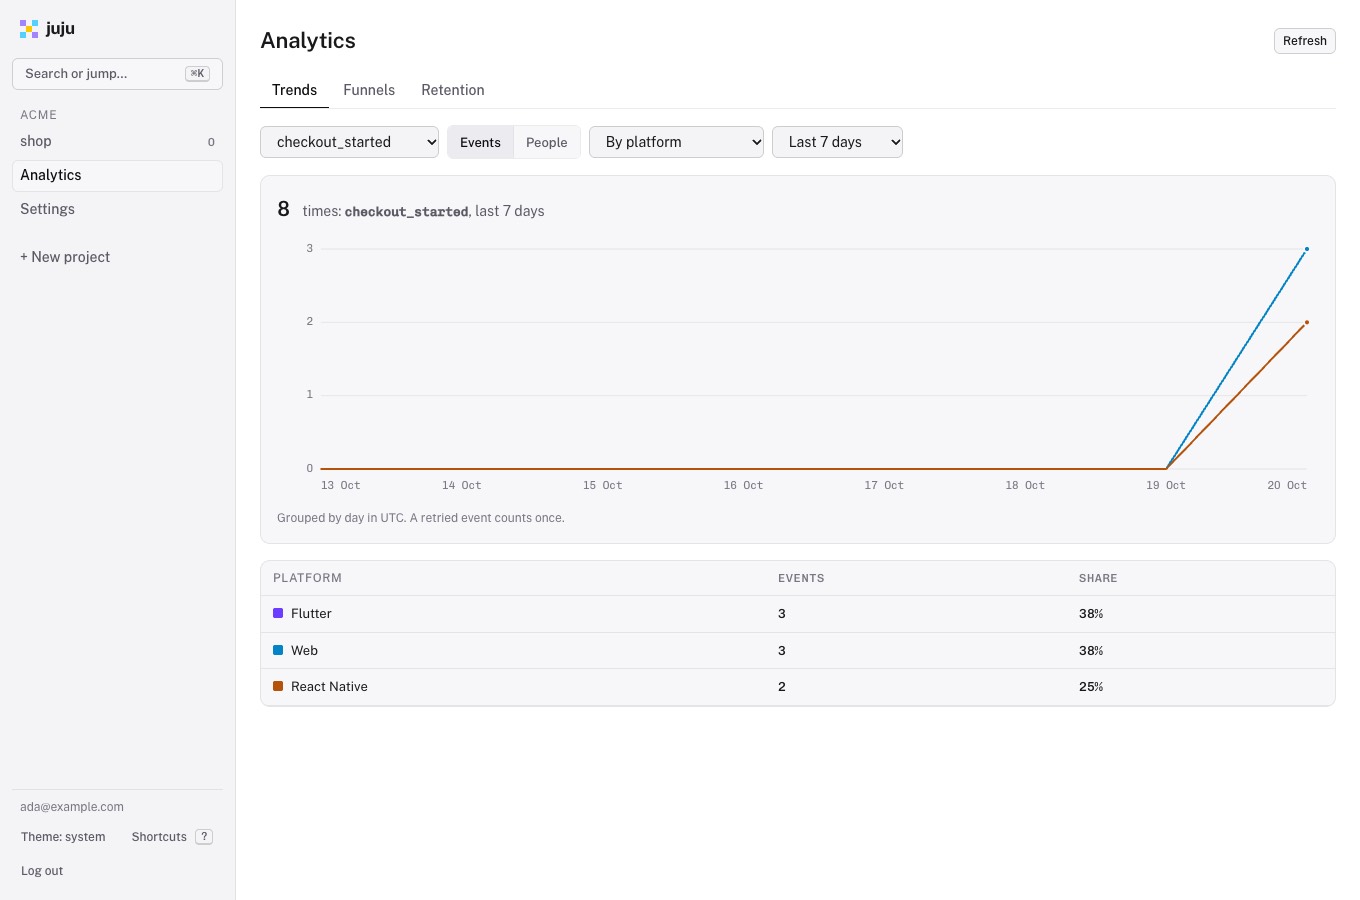 juju
Search or jump... ⌘K
ACME
shop 0
Analytics
Settings
+ New project
ada@example.com
Theme: system Shortcuts ?
Log out
Analytics
Refresh
Trends Funnels Retention
checkout_started Events People By platform Last 7 days
8 times: checkout_started, last 7 days
3
2
1
0
13 Oct 14 Oct 15 Oct 16 Oct 17 Oct 18 Oct 19 Oct 20 Oct
Grouped by day in UTC. A retried event counts once.
PLATFORM EVENTS SHARE
Flutter 3 38%
Web 3 38%
React Native 2 25%